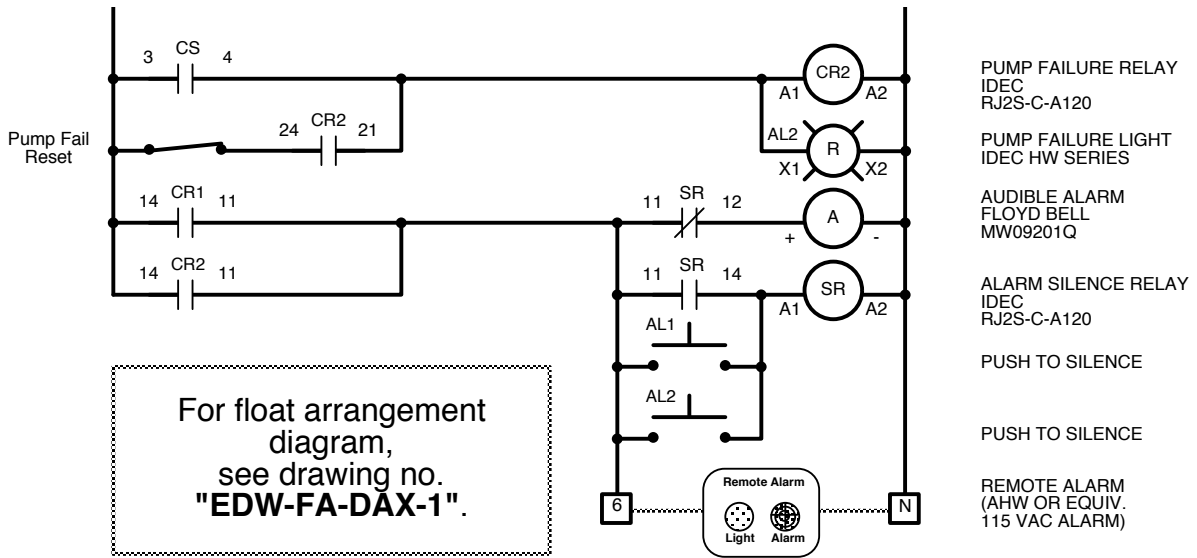 3 CS 4
CR2
A1 A2
PUMP FAILURE RELAY
IDEC
RJ2S-C-A120
Pump Fail
Reset
24 CR2 21
AL2
R
X1 X2
PUMP FAILURE LIGHT
IDEC HW SERIES
14 CR1 11
11 SR 12
A
+ -
AUDIBLE ALARM
FLOYD BELL
MW09201Q
14 CR2 11
11 SR 14
SR
A1 A2
ALARM SILENCE RELAY
IDEC
RJ2S-C-A120
AL1
PUSH TO SILENCE
AL2
PUSH TO SILENCE
For float arrangement
diagram,
see drawing no.
"EDW-FA-DAX-1".
6
Remote Alarm
Light Alarm
N
REMOTE ALARM
(AHW OR EQUIV.
115 VAC ALARM)